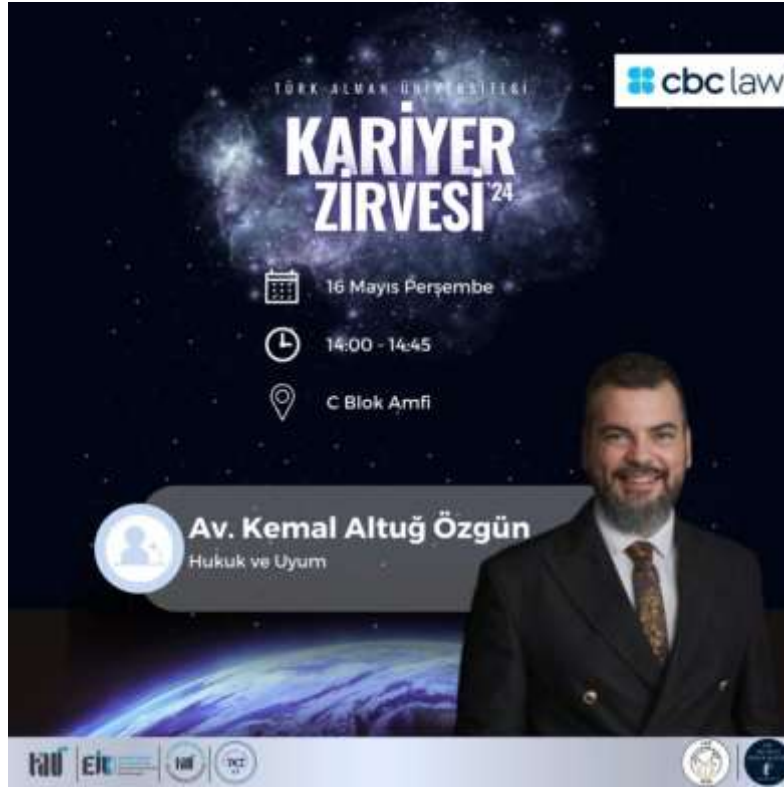 TÜRK-ALMAN ÜNİVERSİTESİ
cbc law
KARİYER
ZİRVESİ '24
16 Mayıs Perşembe
14:00 - 14:45
C Blok Amfi
Av. Kemal Altuğ Özgün
Hukuk ve Uyum